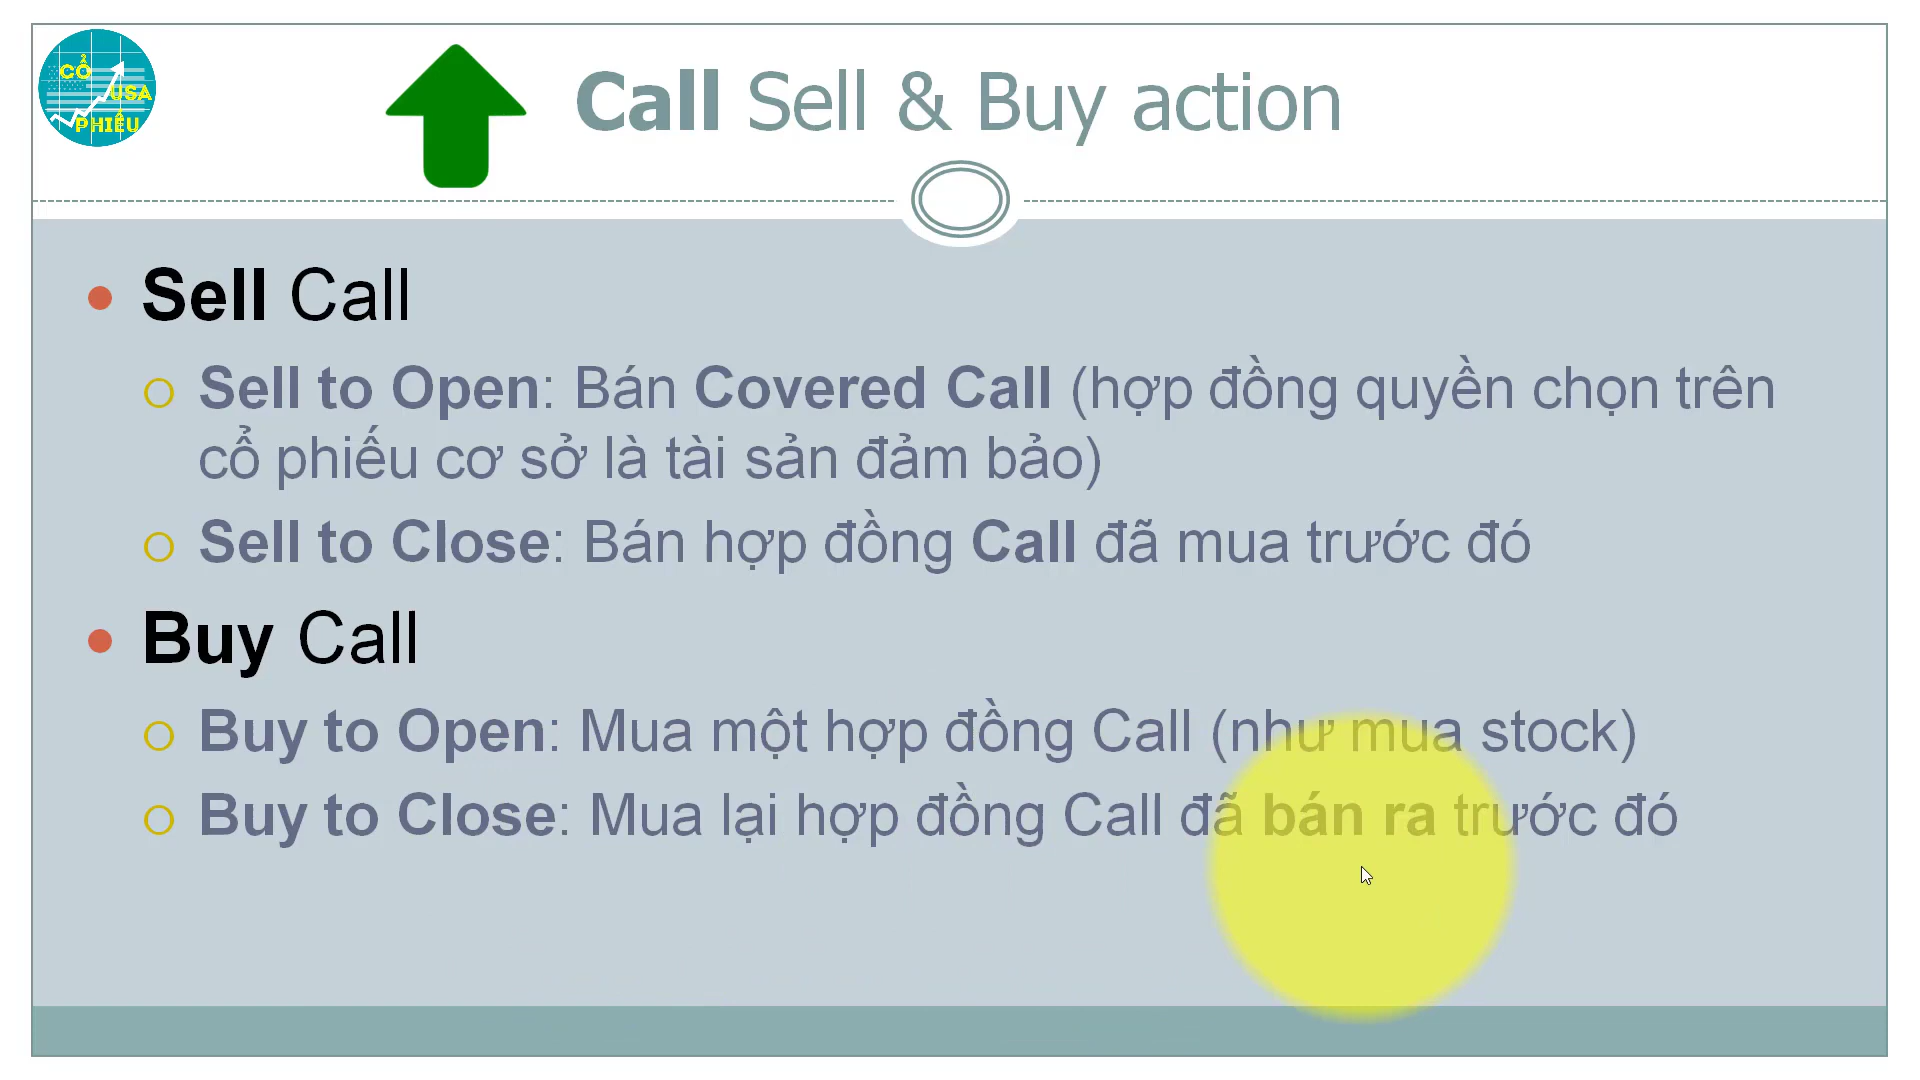 CỔ
USA
PHIẾU
Call Sell & Buy action
Sell Call
Sell to Open: Bán Covered Call (hợp đồng quyền chọn trên
cổ phiếu cơ sở là tài sản đảm bảo)
Sell to Close: Bán hợp đồng Call đã mua trước đó
Buy Call
Buy to Open: Mua một hợp đồng Call (như mua stock)
Buy to Close: Mua lại hợp đồng Call đã bán ra trước đó